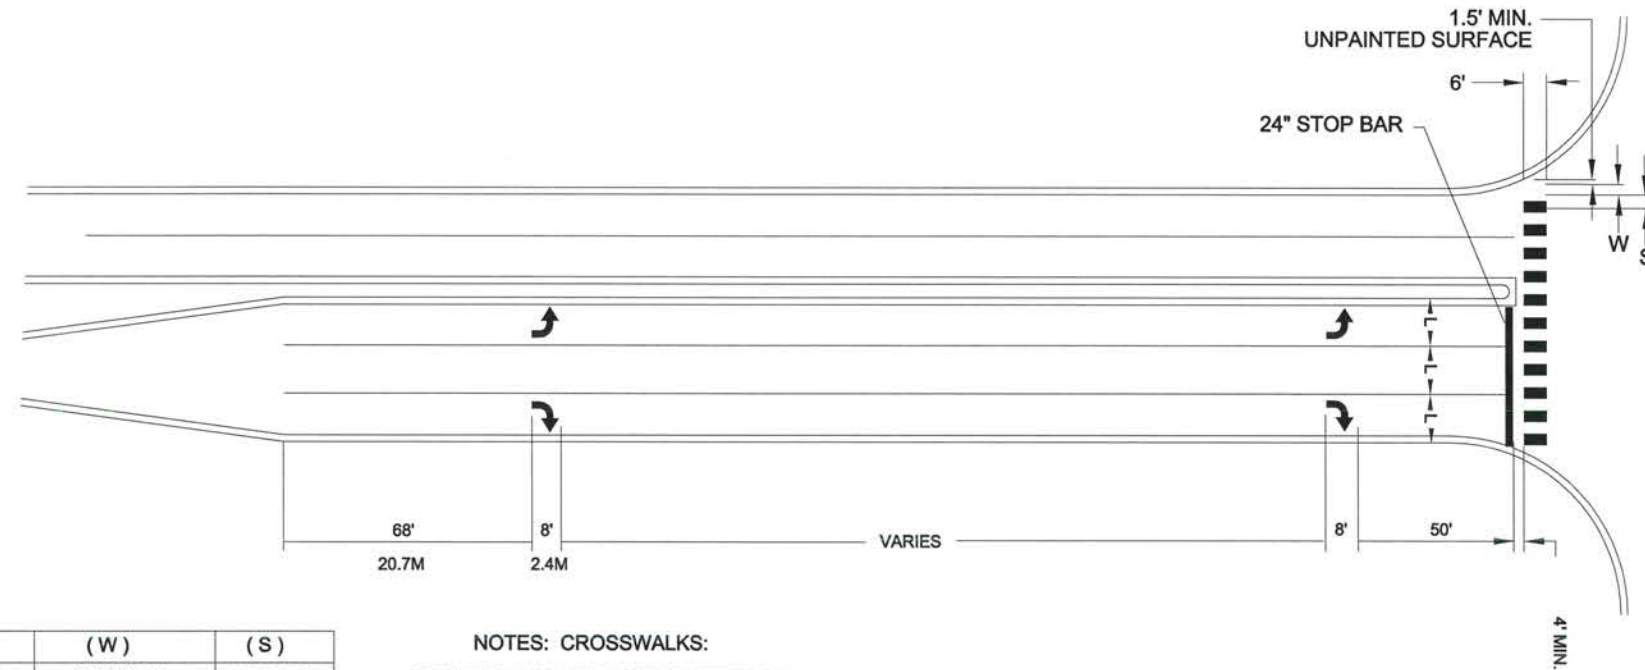 1.5' MIN.
UNPAINTED SURFACE
6'
24" STOP BAR
W
S
L
L
L
68'
8'
VARIES
8'
50'
20.7M
2.4M
4' MIN.
(W)
(S)
NOTES: CROSSWALKS: